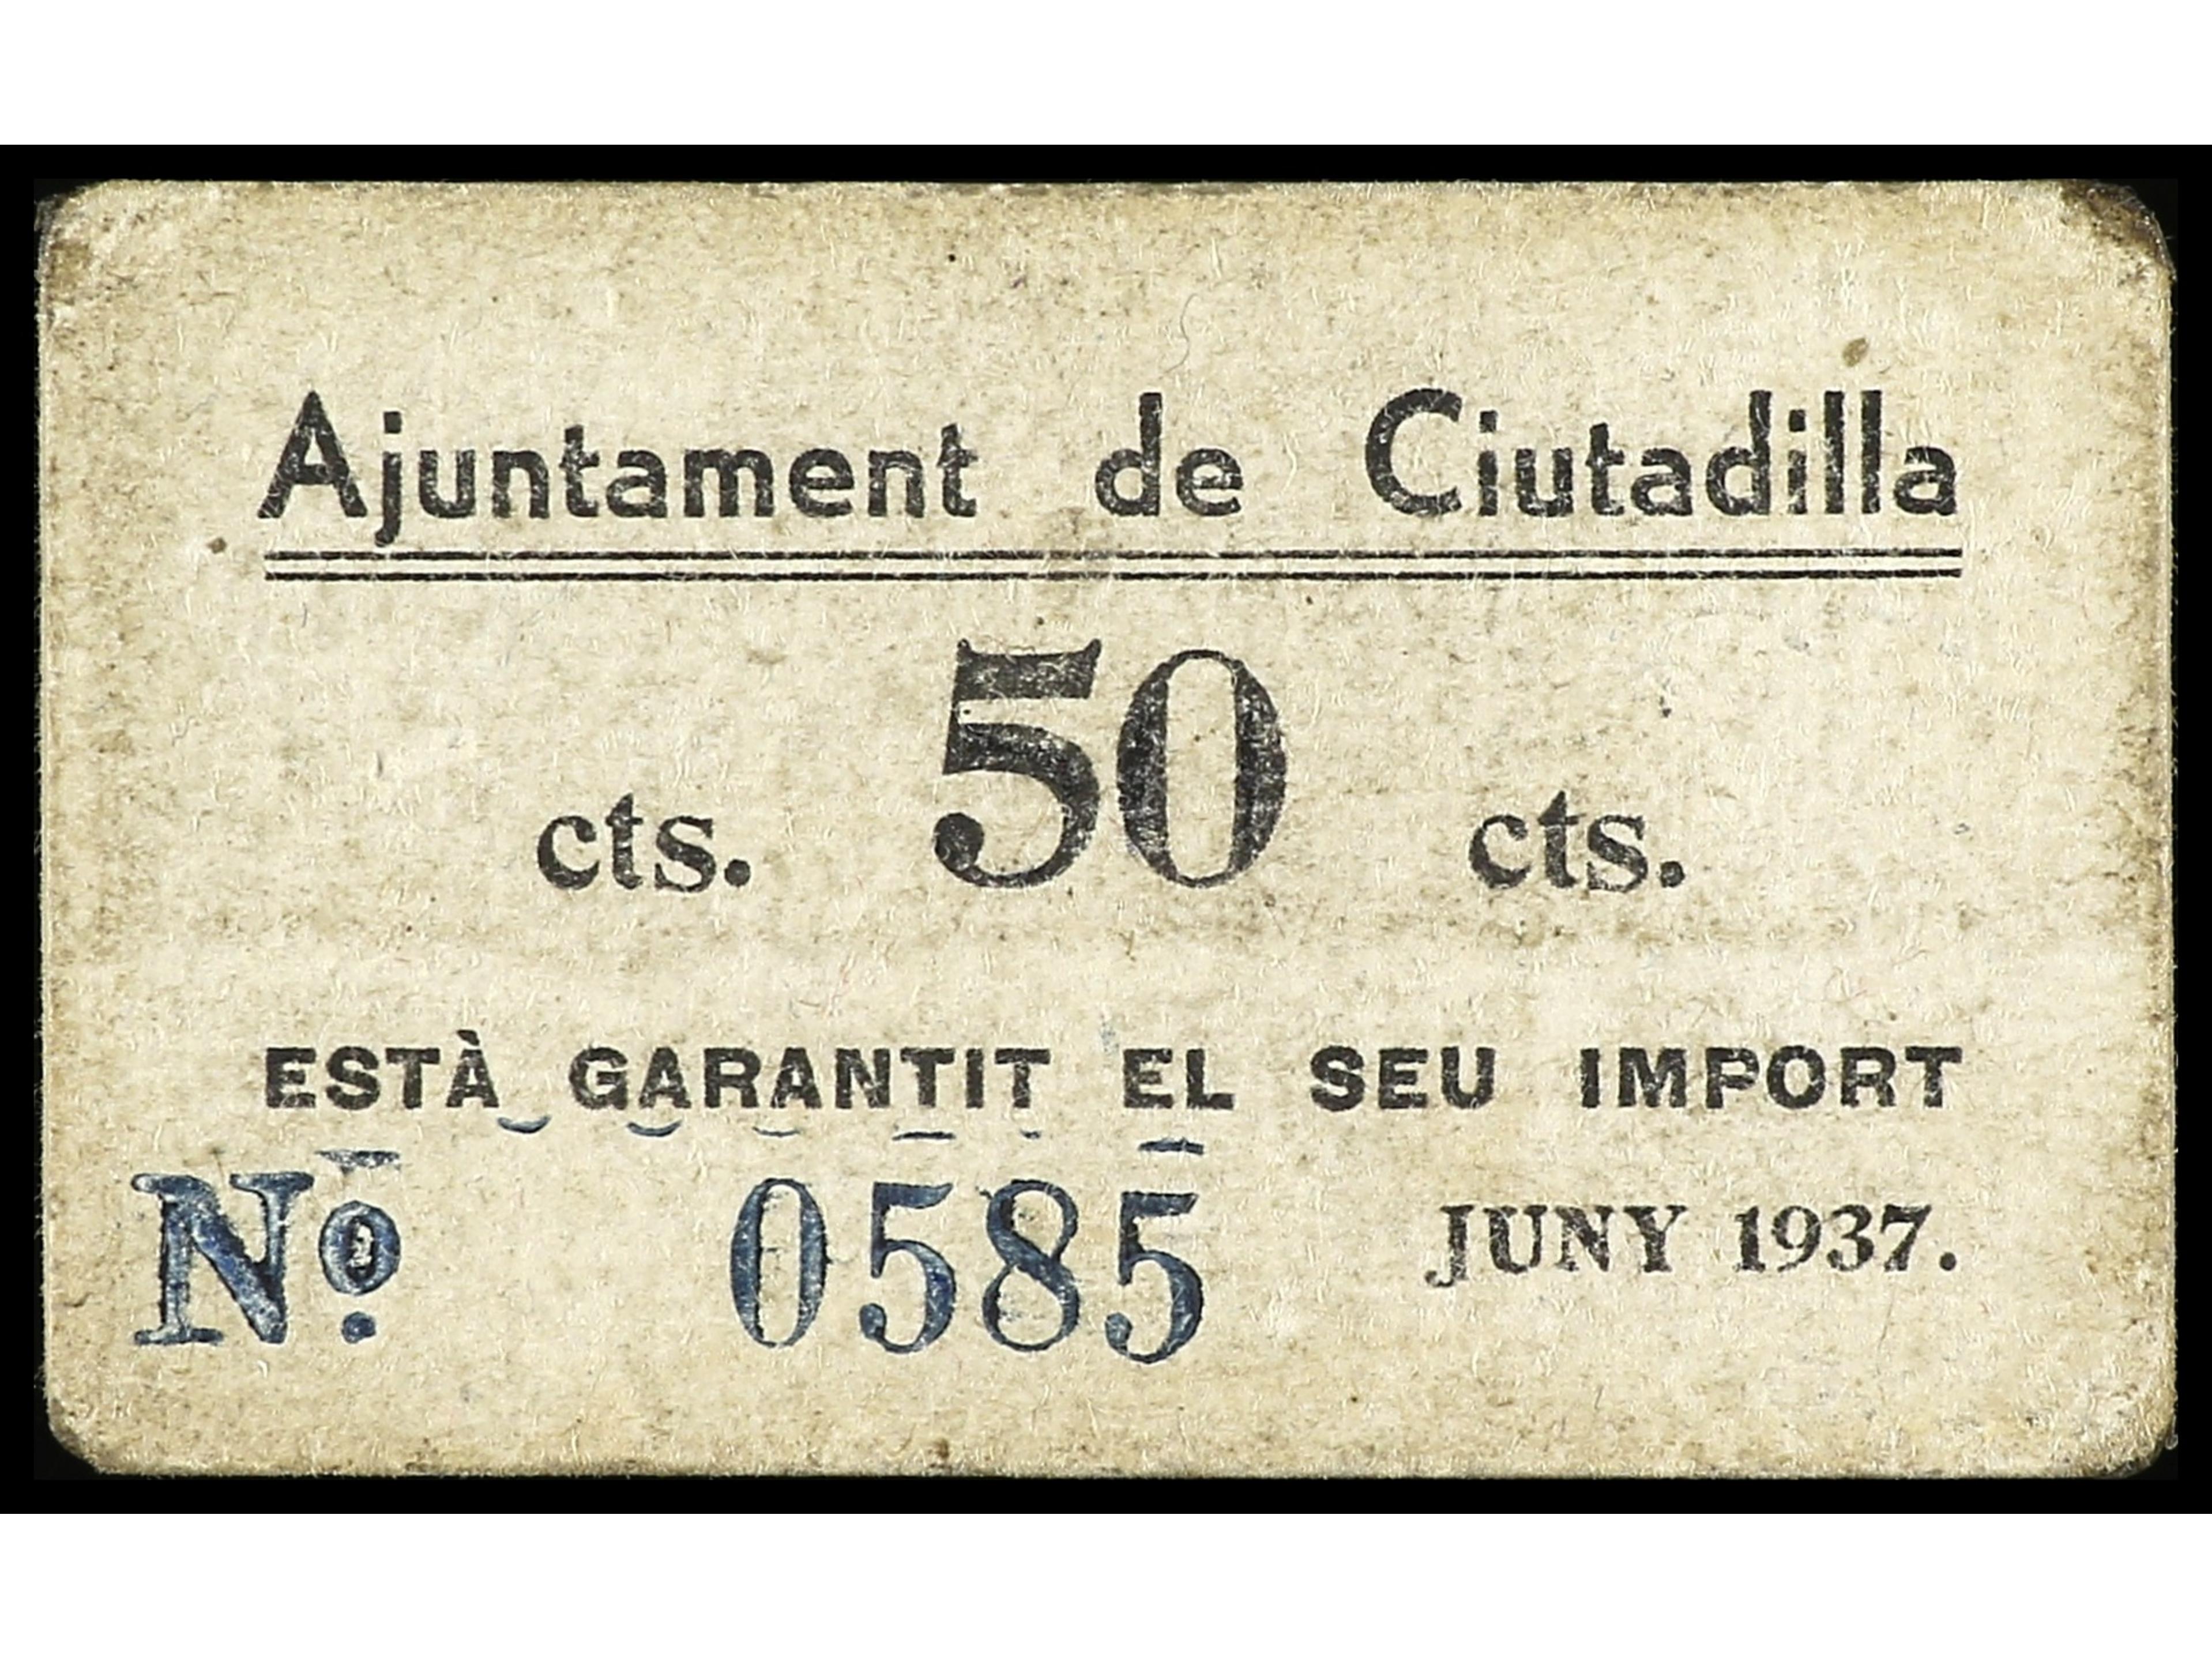 Ajuntament de Ciutadilla
cts. 50 cts.
ESTÀ GARANTIT EL SEU IMPORT
Nº. 0585 JUNY 1937.